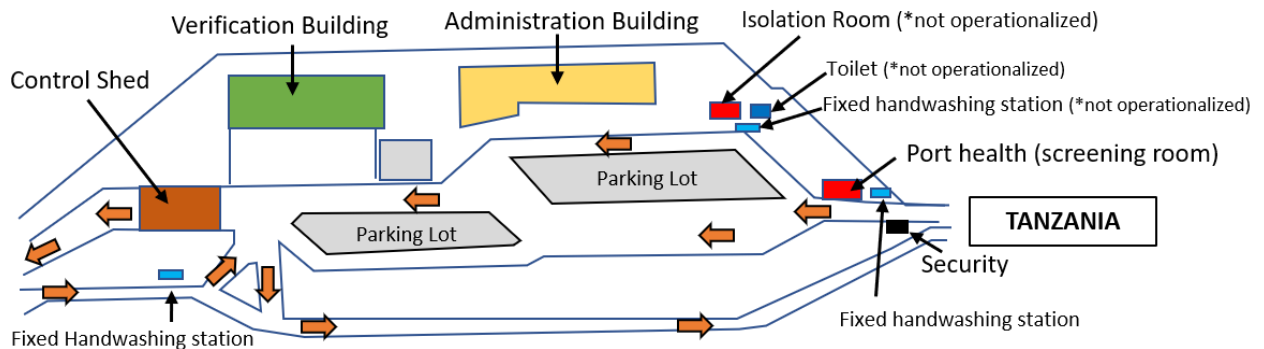 Verification Building
Administration Building
Isolation Room (*not operationalized)
Control Shed
Toilet (*not operationalized)
Fixed handwashing station (*not operationalized)
Port health (screening room)
Parking Lot
Parking Lot
TANZANIA
Security
Fixed Handwashing station
Fixed handwashing station